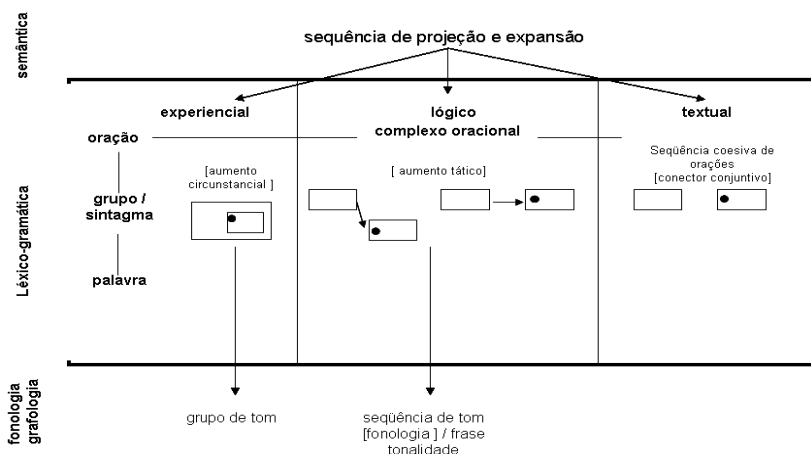 semântica
sequência de projeção e expansão
experiencial
lógico
textual
complexo oracional
oração
Seqüência coesiva de
orações
[conector conjuntivo]
[aumento
circunstancial ]
[ aumento tático]
grupo /
sintagma
palavra
Léxico-gramática
fonologia
grafologia
grupo de tom
seqüência de tom
[fonologia ] / frase
tonalidade